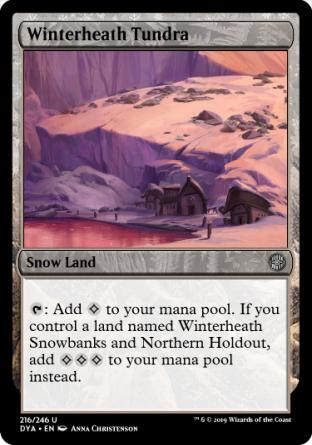 Winterheath Tundra
Snow Land
: Add to your mana pool. If you
control a land named Winterheath
Snowbanks and Northern Holdout,
add to your mana pool
instead.
216/246 U
DYA • EN Anna Christenson
™ & © 2019 Wizards of the Coast